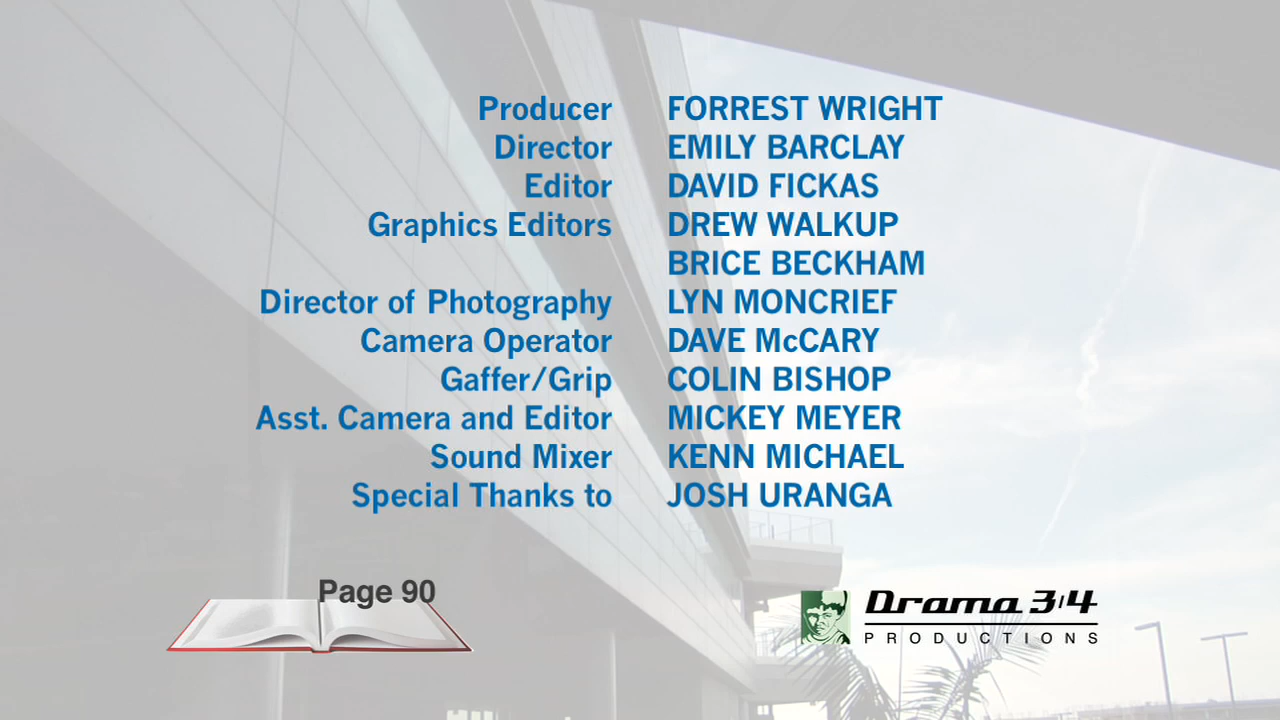 Producer FORREST WRIGHT
Director EMILY BARCLAY
Editor DAVID FICKAS
Graphics Editors DREW WALKUP
BRICE BECKHAM
Director of Photography LYN MONCRIEF
Camera Operator DAVE McCARY
Gaffer/Grip COLIN BISHOP
Asst. Camera and Editor MICKEY MEYER
Sound Mixer KENN MICHAEL
Special Thanks to JOSH URANGA
Page 90
Drama 3/4
PRODUCTIONS